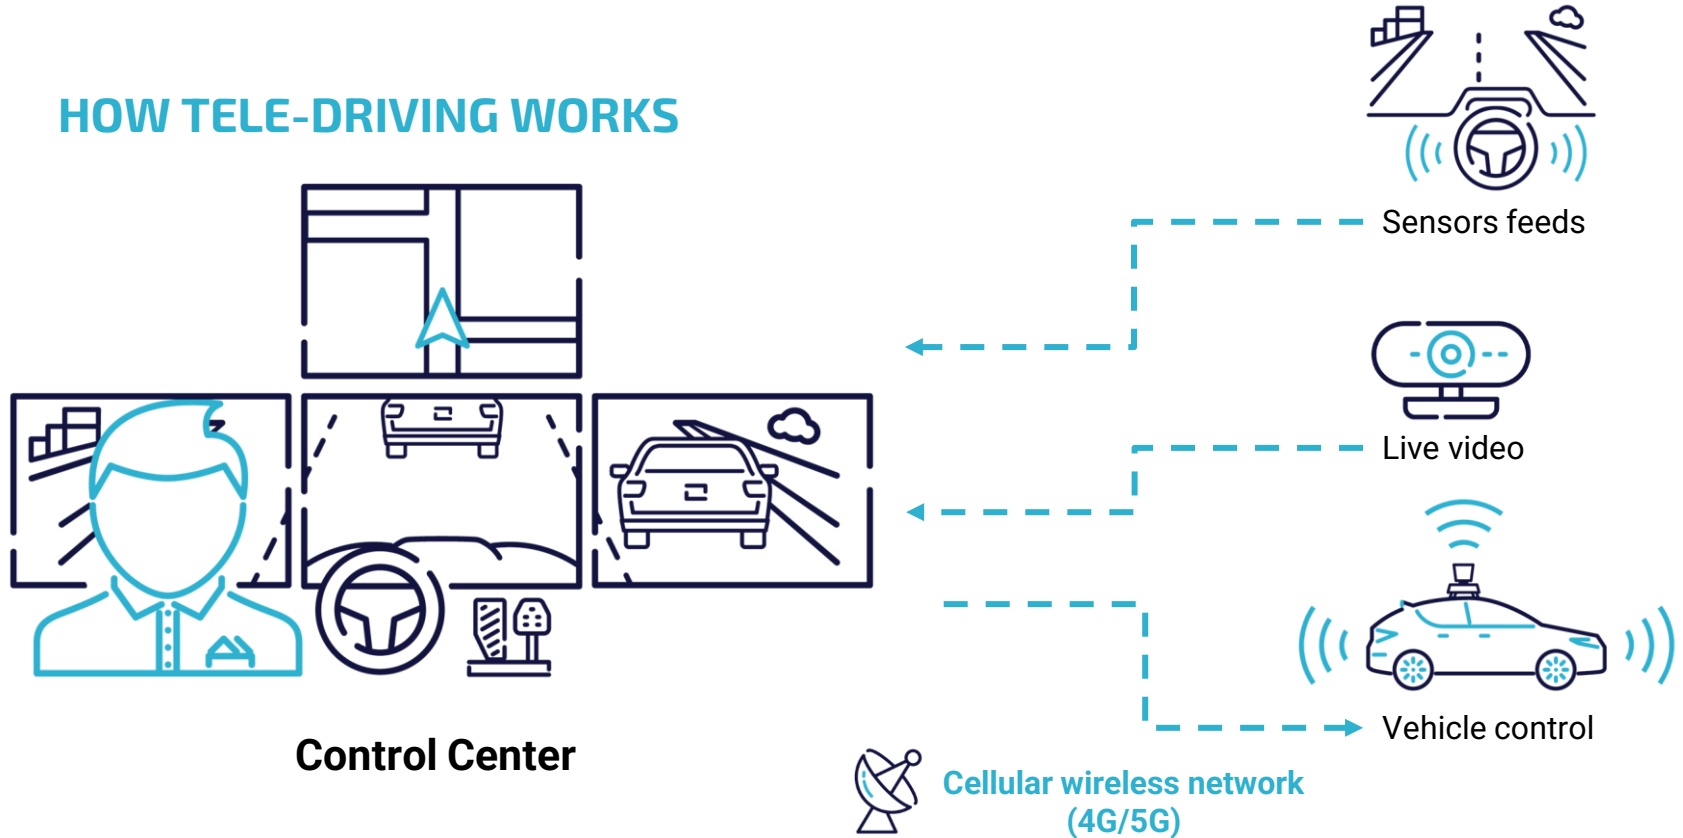 HOW TELE-DRIVING WORKS
Sensors feeds
Live video
Vehicle control
Control Center
Cellular wireless network
(4G/5G)